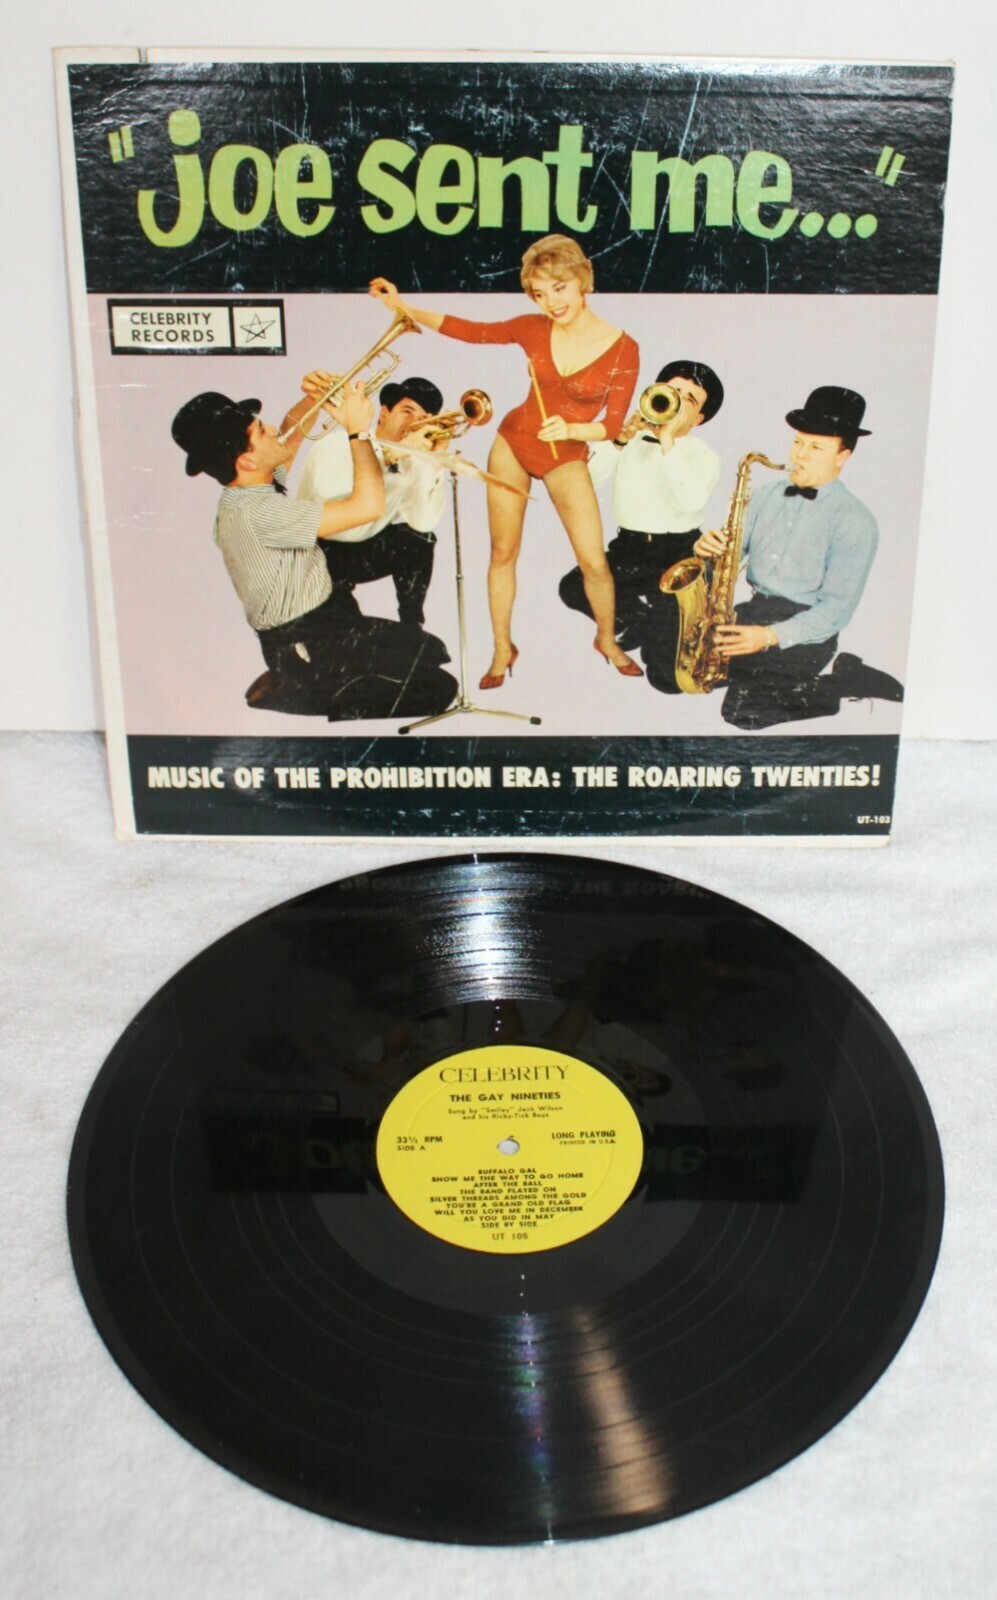 "joe sent me..."
CELEBRITY
RECORDS
MUSIC OF THE PROHIBITION ERA: THE ROARING TWENTIES!
UT-103
CELEBRITY
THE GAY NINETIES
Sung by "Smiles" Jack Wilson
and his Ricky-Tick Boys
33⅓ RPM
SIDE A
LONG PLAYING
PRINTED IN U.S.A.
BUFFALO GAL
SHOW ME THE WAY TO GO HOME
AFTER THE BALL
THE BAND PLAYED ON
SILVER THREADS AMONG THE GOLD
YOU'RE A GRAND OLD FLAG
WILL YOU LOVE ME IN DECEMBER
AS YOU DID IN MAY
SIDE BY SIDE
UT 105